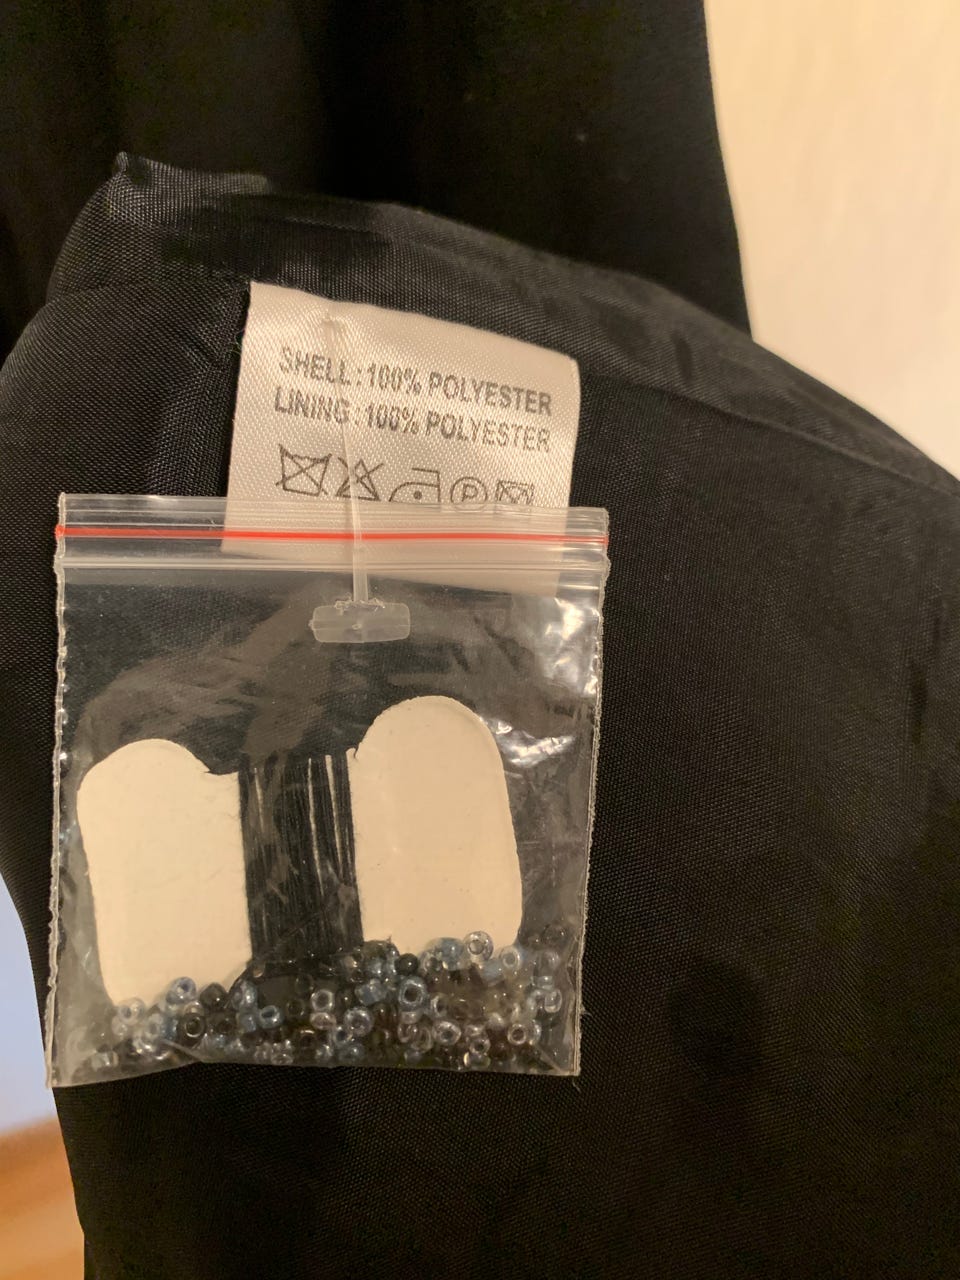 SHELL : 100% POLYESTER
LINING : 100% POLYESTER
P